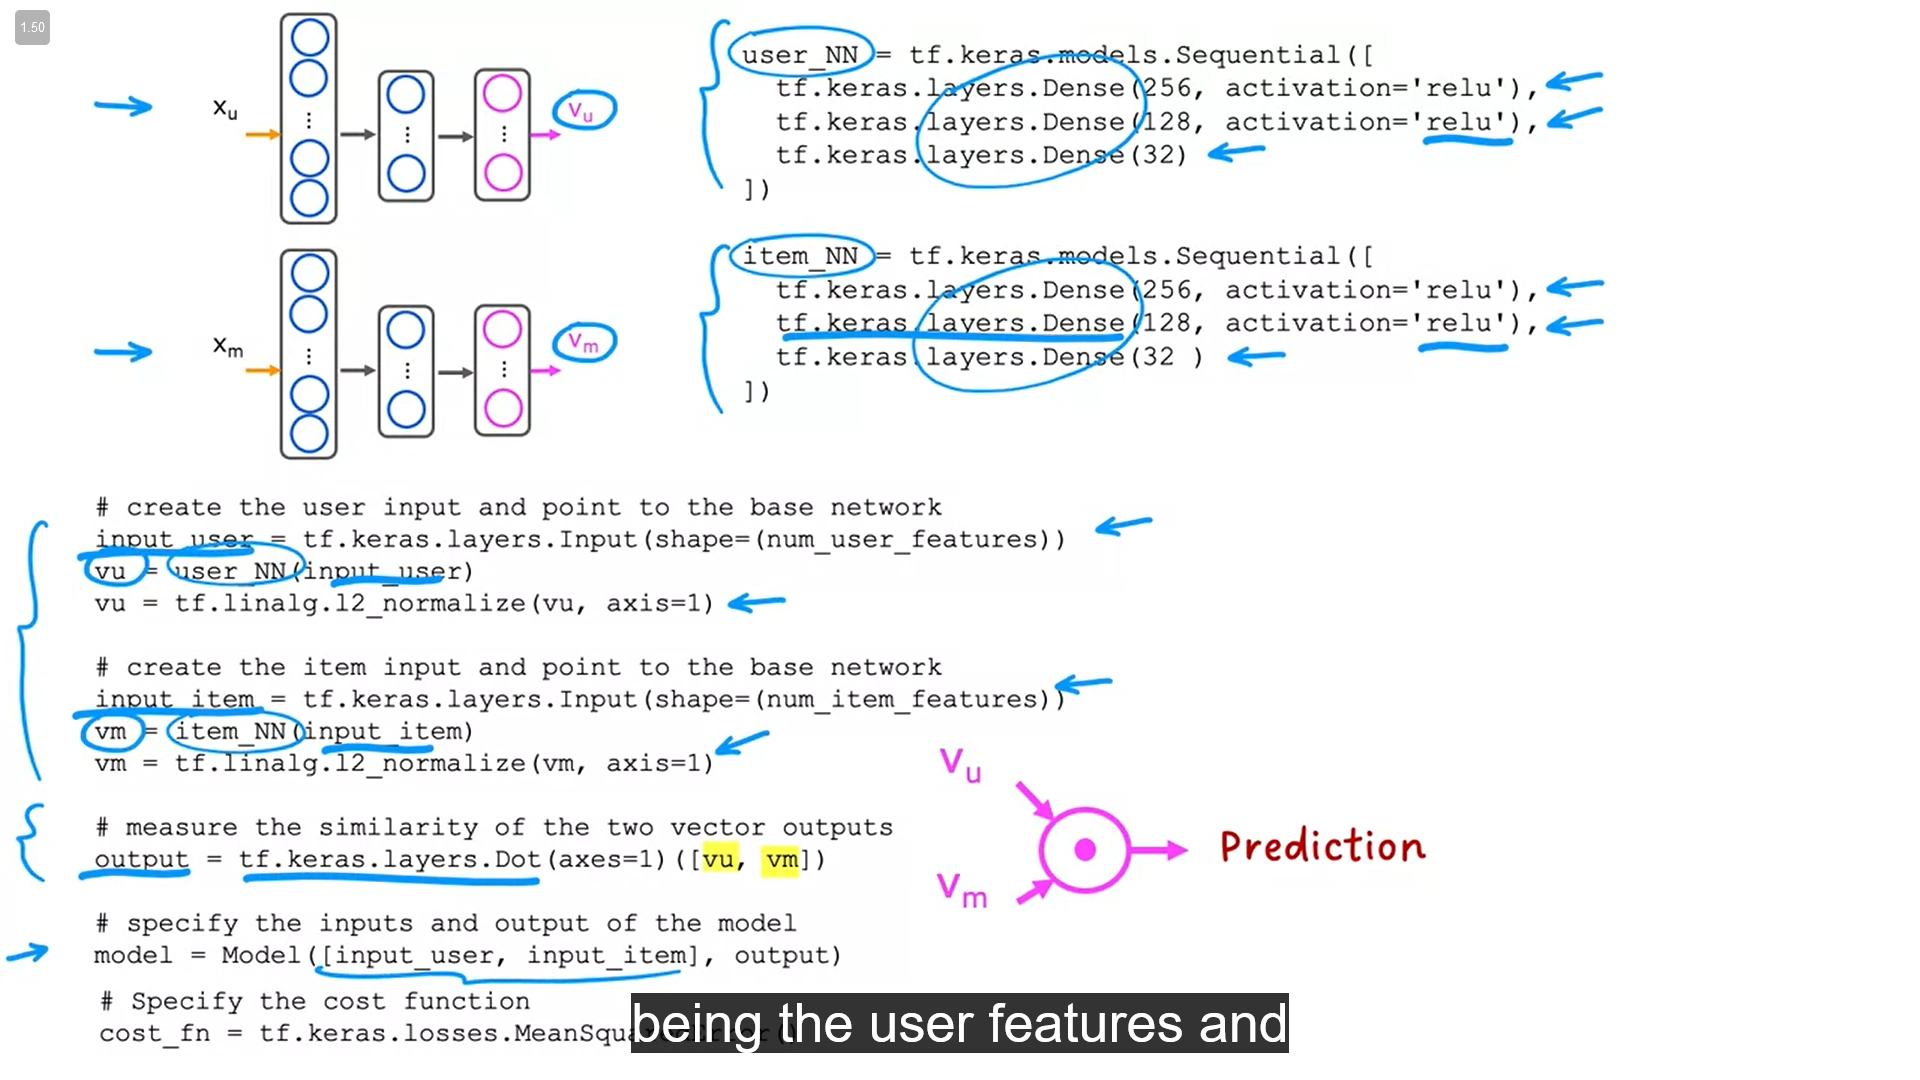 1.50
x_u
v_u
user_NN = tf.keras.models.Sequential([
tf.keras.layers.Dense(256, activation='relu'),
tf.keras.layers.Dense(128, activation='relu'),
tf.keras.layers.Dense(32)
])
x_m
v_m
item_NN = tf.keras.models.Sequential([
tf.keras.layers.Dense(256, activation='relu'),
tf.keras.layers.Dense(128, activation='relu'),
tf.keras.layers.Dense(32 )
])
# create the user input and point to the base network
input_user = tf.keras.layers.Input(shape=(num_user_features))
vu = user_NN(input_user)
vu = tf.linalg.l2_normalize(vu, axis=1)
# create the item input and point to the base network
input_item = tf.keras.layers.Input(shape=(num_item_features))
vm = item_NN(input_item)
vm = tf.linalg.l2_normalize(vm, axis=1)
# measure the similarity of the two vector outputs
output = tf.keras.layers.Dot(axes=1)([vu, vm])
# specify the inputs and output of the model
model = Model([input_user, input_item], output)
# Specify the cost function
cost_fn = tf.keras.losses.MeanSquaredError()
V_u
V_m
Prediction
being the user features and